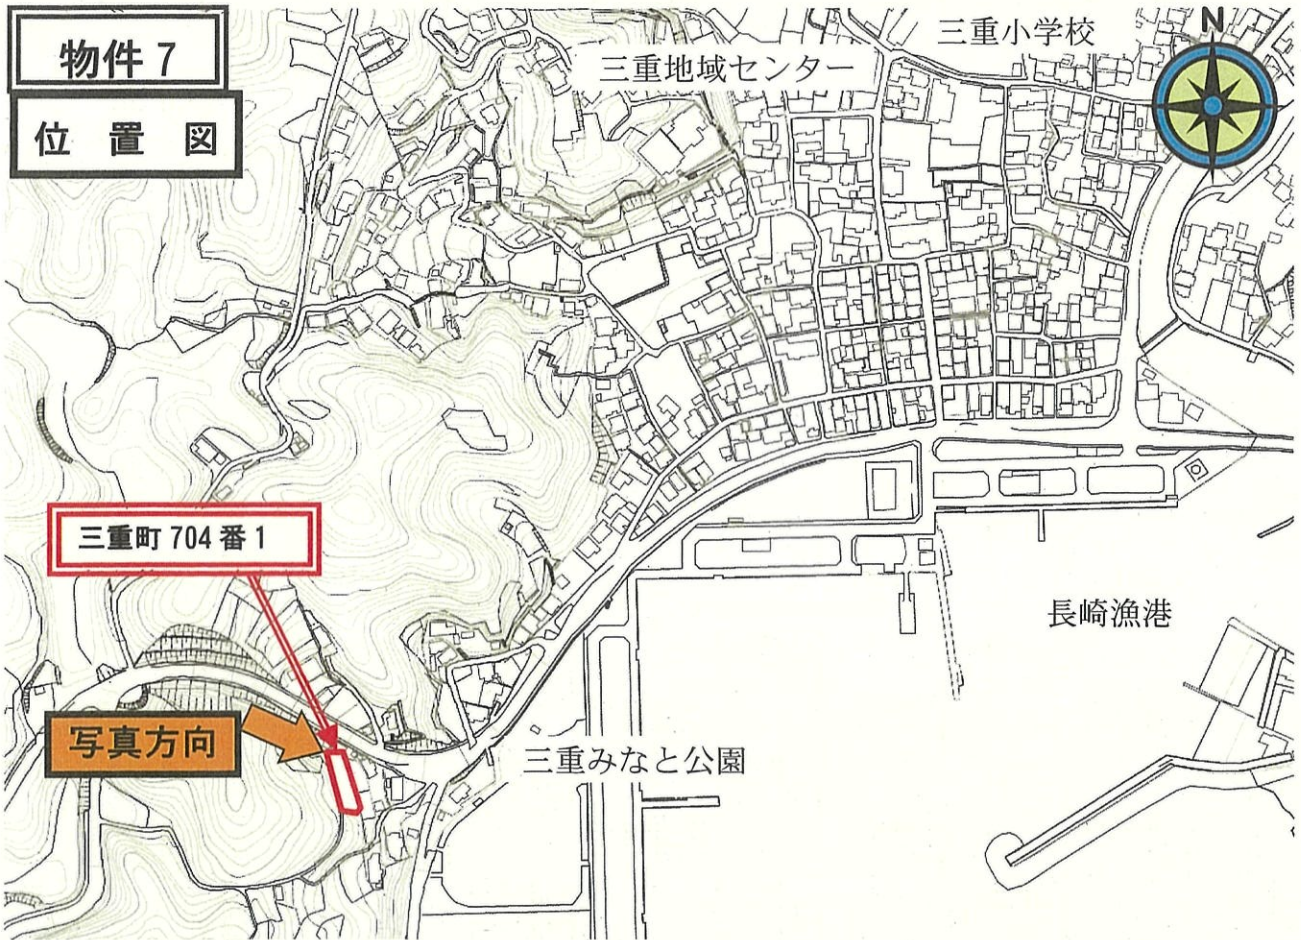 物件 7
位 置 図
三重小学校
N
三重地域センター
三重町 704 番 1
長崎漁港
写真方向
三重みなと公園